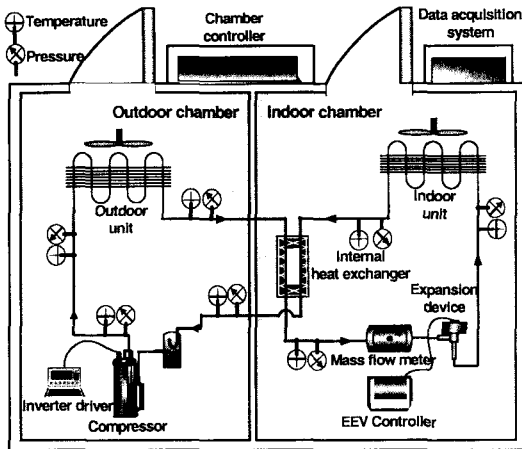 Temperature
Pressure
Chamber
controller
Data acquisition
system
Outdoor chamber
Indoor chamber
Outdoor
unit
Indoor
unit
Internal
heat exchanger
Expansion
device
Mass flow meter
Inverter driver
Compressor
EEV Controller